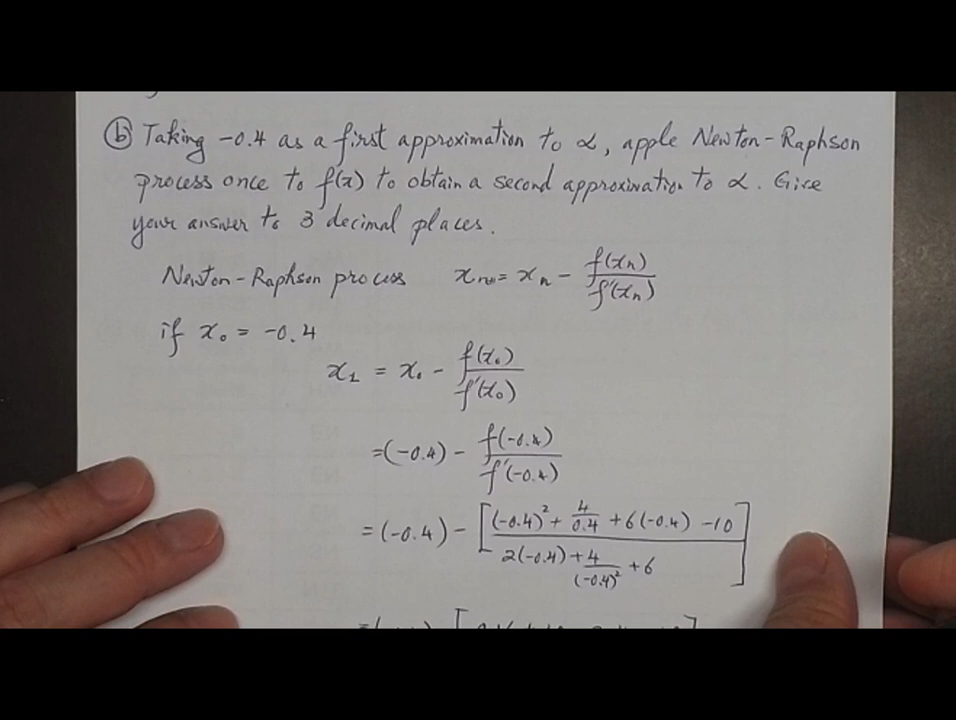 ⓑ Taking -0.4 as a first approximation to α, apple Newton-Raphson
process once to f(x) to obtain a second approximation to α. Give
your answer to 3 decimal places.
Newton-Raphson process xₙ₊₁ = xₙ - f(xₙ)/f'(xₙ)
if x₀ = -0.4
x₁ = x₀ - f(x₀)/f'(x₀)
=(-0.4) - f(-0.4)/f'(-0.4)
= (-0.4) - [((-0.4)² + 4/0.4 + 6(-0.4) - 10)/(2(-0.4) + 4/(-0.4)² + 6)]